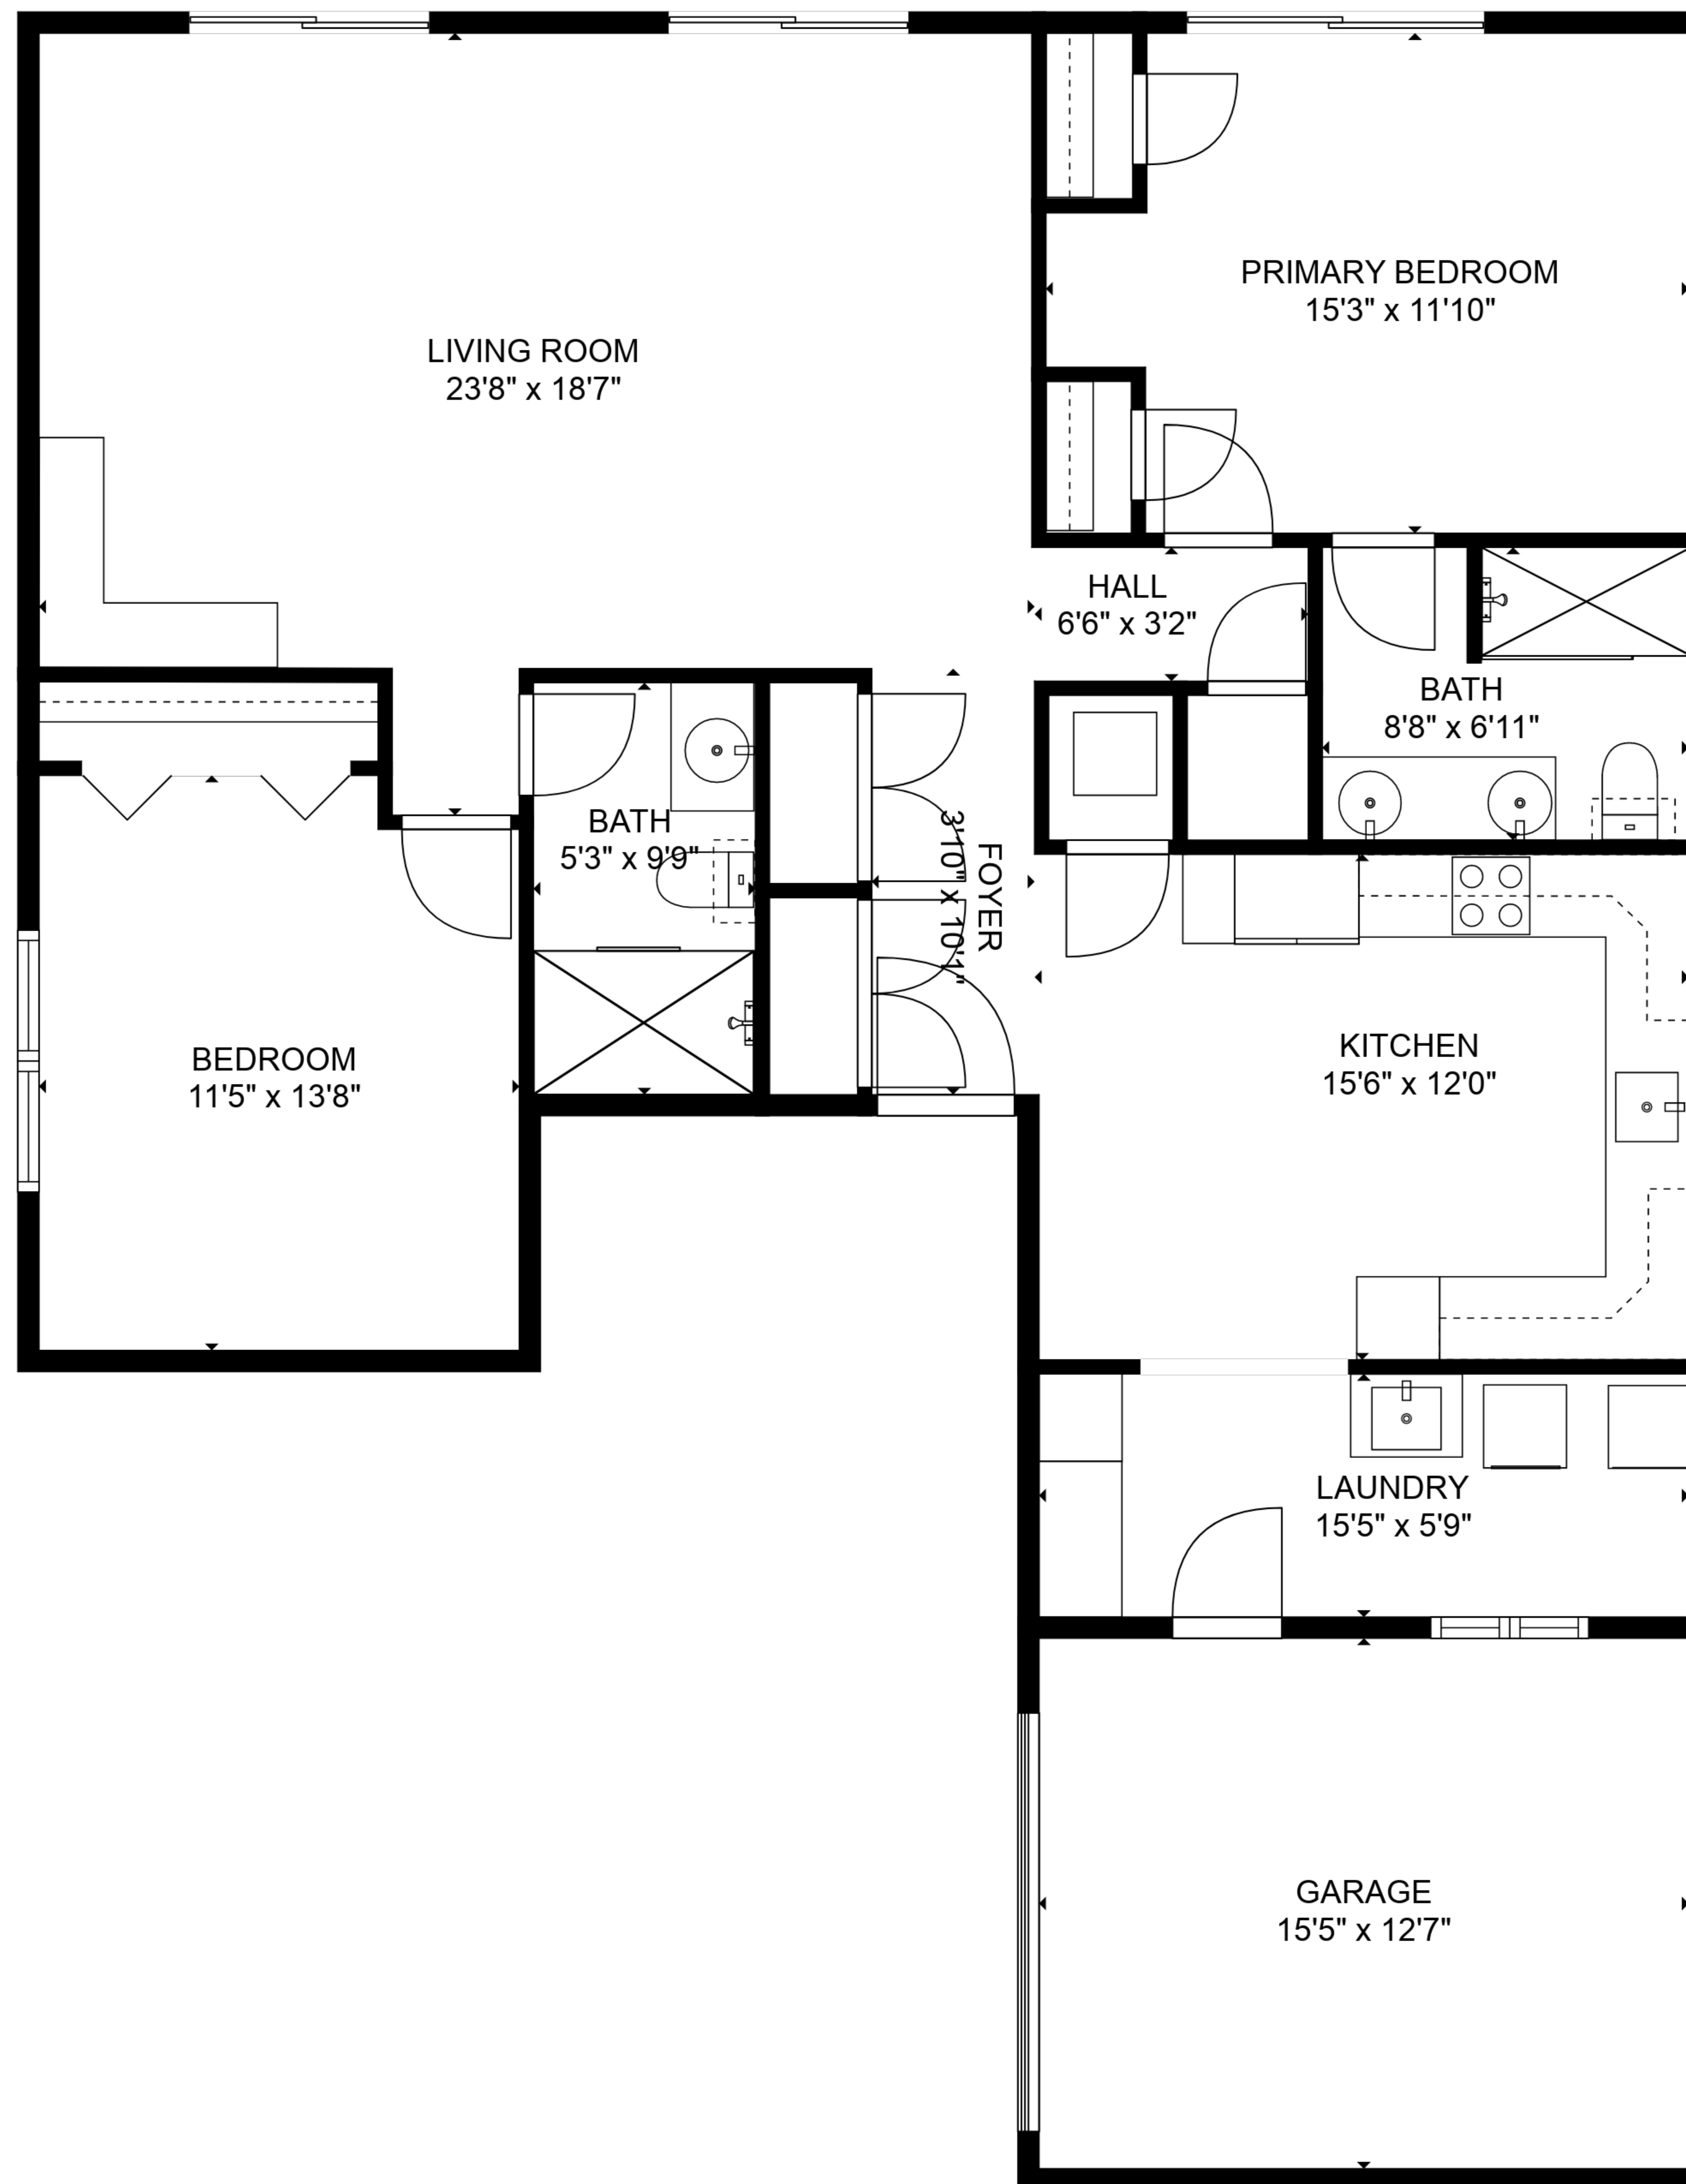 PRIMARY BEDROOM
15'3" x 11'10"
LIVING ROOM
23'8" x 18'7"
HALL
6'6" x 3'2"
BATH
8'8" x 6'11"
BATH
5'3" x 9'9"
FOYER
3'10" x 10'1"
KITCHEN
15'6" x 12'0"
BEDROOM
11'5" x 13'8"
LAUNDRY
15'5" x 5'9"
GARAGE
15'5" x 12'7"